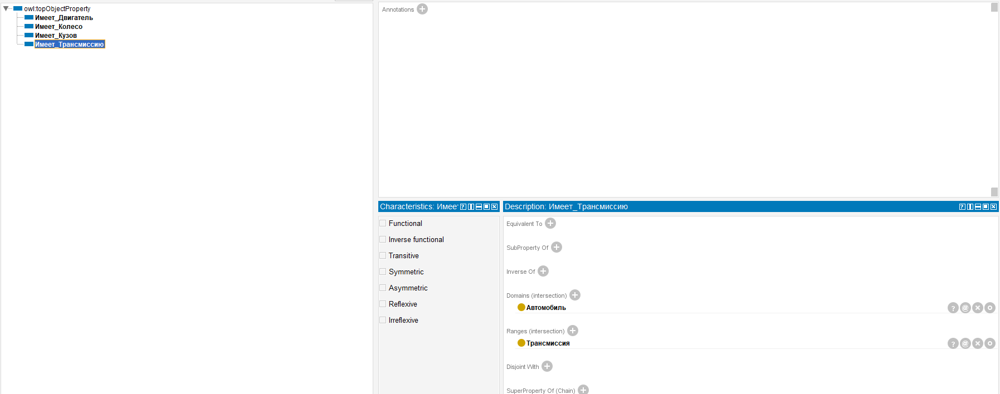 owl:topObjectProperty
Имеет_Двигатель
Имеет_Колесо
Имеет_Кузов
Имеет_Трансмиссию
Annotations
Characteristics: Имеет
Functional
Inverse functional
Transitive
Symmetric
Asymmetric
Reflexive
Irreflexive
Description: Имеет_Трансмиссию
Equivalent To
SubProperty Of
Inverse Of
Domains (intersection)
Автомобиль
Ranges (intersection)
Трансмиссия
Disjoint With
SuperProperty Of (Chain)